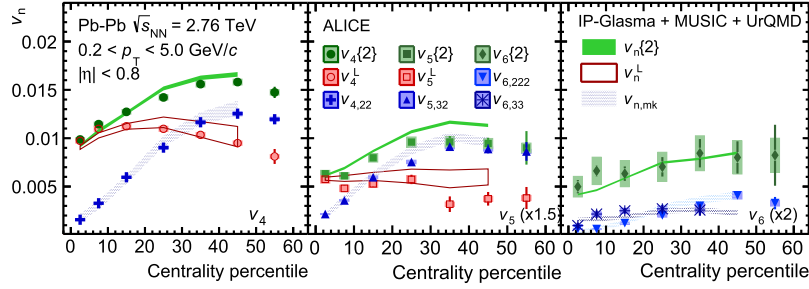 v_n
0.02
0.015
0.01
0.005
Pb-Pb √s_NN = 2.76 TeV
0.2 < p_T < 5.0 GeV/c
|η| < 0.8
v_4
0 10 20 30 40 50 60
Centrality percentile
ALICE
v_4{2} v_5{2} v_6{2}
v_4^L v_5^L v_6,222
v_4,22 v_5,32 v_6,33
v_5 (x1.5)
0 10 20 30 40 50 60
Centrality percentile
IP-Glasma + MUSIC + UrQMD
v_n{2}
v_n^L
v_n,mk
v_6 (x2)
0 10 20 30 40 50 60
Centrality percentile